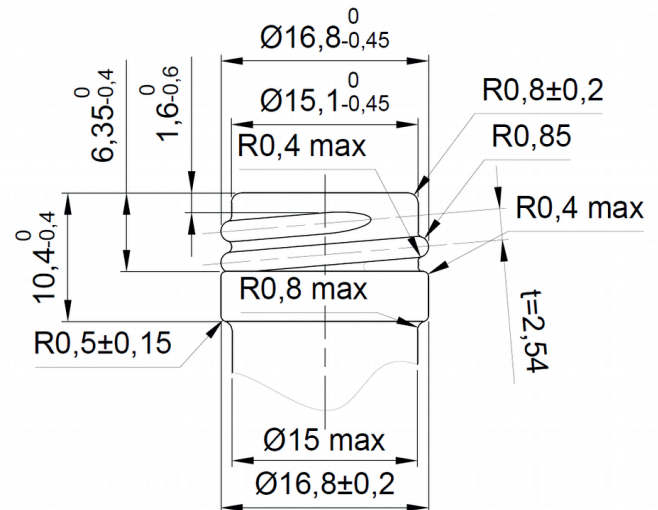 Ø16,8 0 -0,45
Ø15,1 0 -0,45
6,35 0 -0,4
1,6 0 -0,6
R0,8±0,2
R0,4 max
R0,85
R0,4 max
10,4 0 -0,4
R0,8 max
t=2,54
R0,5±0,15
Ø15 max
Ø16,8±0,2